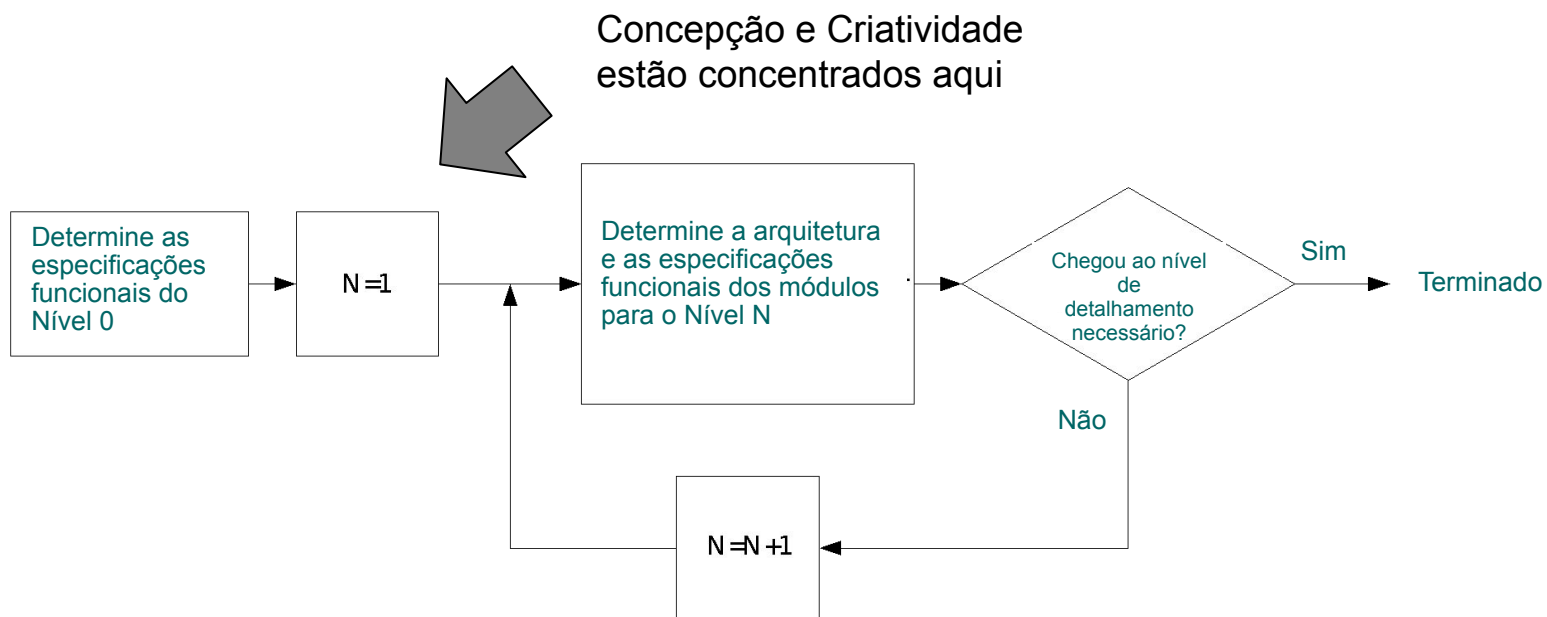 Concepção e Criatividade
estão concentrados aqui
Determine as
especificações
funcionais do
Nível 0
N=1
Determine a arquitetura
e as especificações
funcionais dos módulos
para o Nível N
Chegou ao nível
de
detalhamento
necessário?
Sim
Terminado
Não
N=N+1